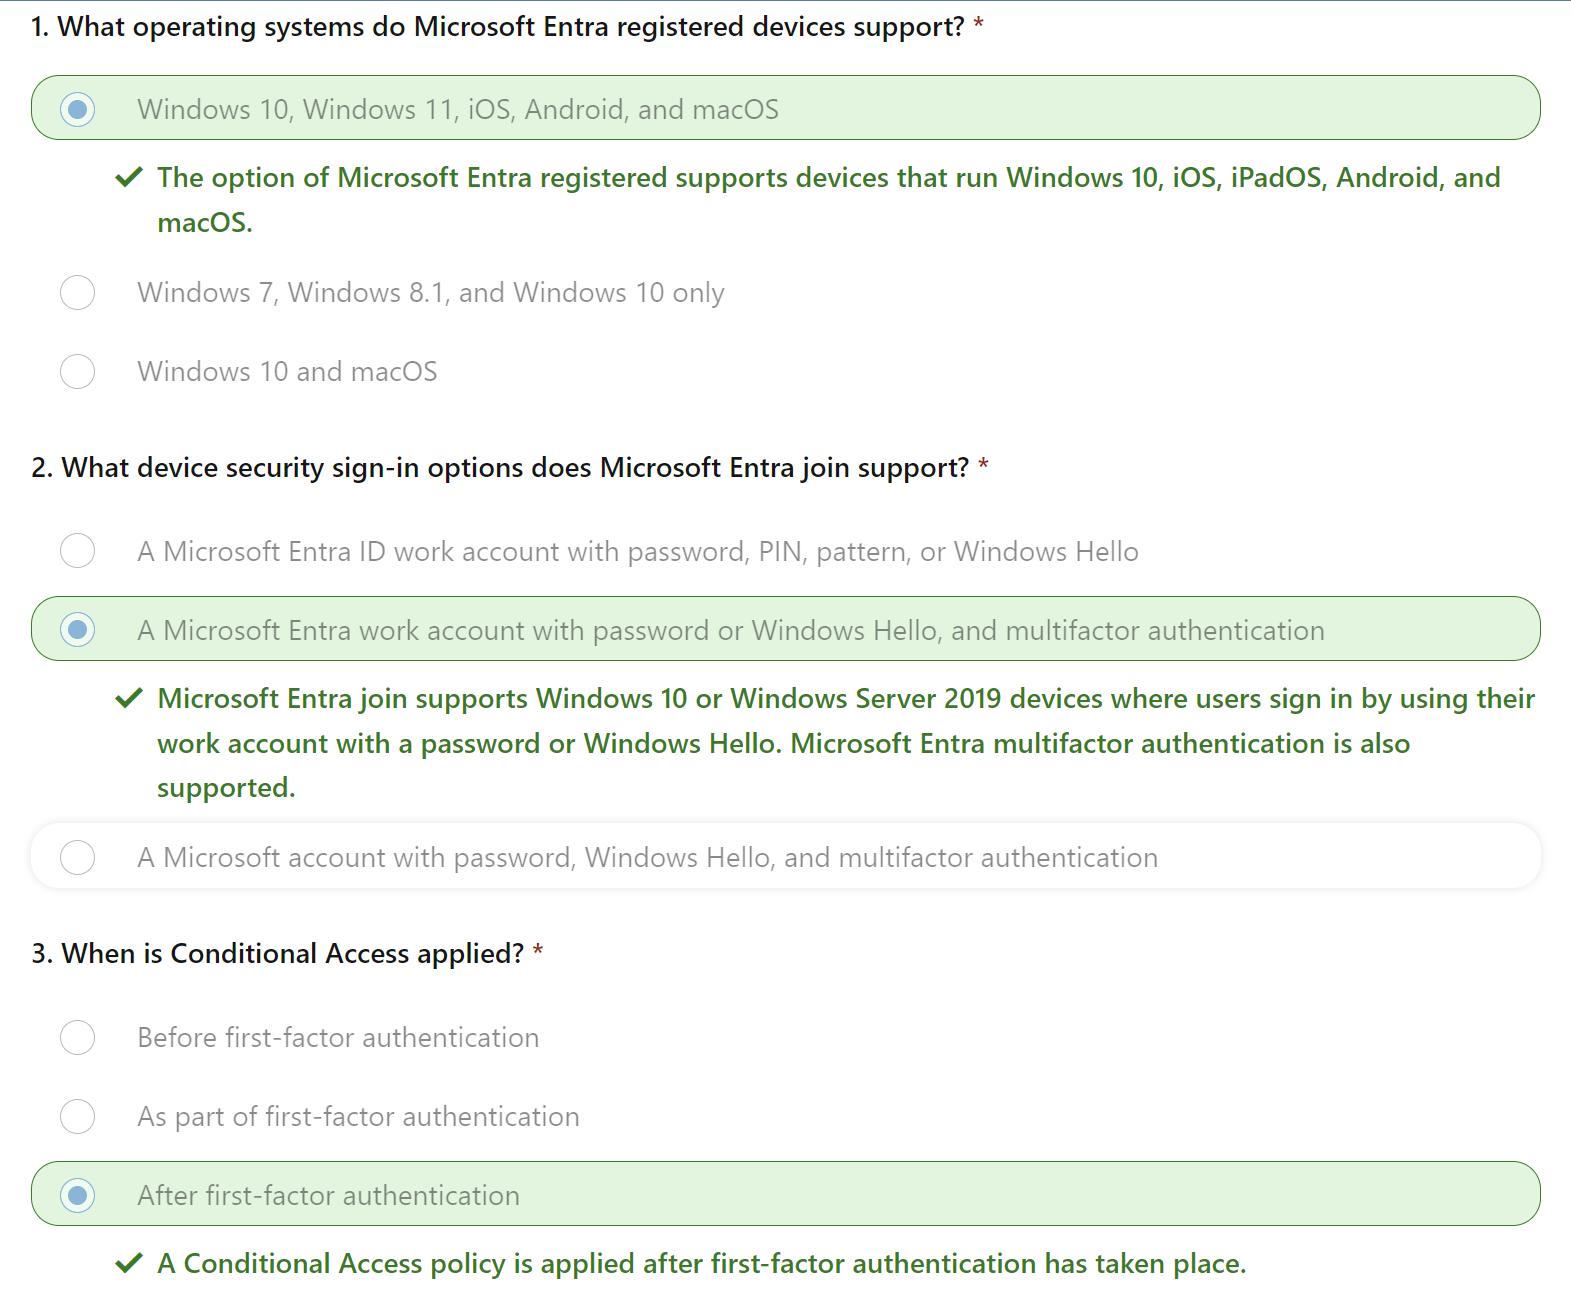 1. What operating systems do Microsoft Entra registered devices support? *
Windows 10, Windows 11, iOS, Android, and macOS
The option of Microsoft Entra registered supports devices that run Windows 10, iOS, iPadOS, Android, and
macOS.
Windows 7, Windows 8.1, and Windows 10 only
Windows 10 and macOS
2. What device security sign-in options does Microsoft Entra join support? *
A Microsoft Entra ID work account with password, PIN, pattern, or Windows Hello
A Microsoft Entra work account with password or Windows Hello, and multifactor authentication
Microsoft Entra join supports Windows 10 or Windows Server 2019 devices where users sign in by using their
work account with a password or Windows Hello. Microsoft Entra multifactor authentication is also
supported.
A Microsoft account with password, Windows Hello, and multifactor authentication
3. When is Conditional Access applied? *
Before first-factor authentication
As part of first-factor authentication
After first-factor authentication
A Conditional Access policy is applied after first-factor authentication has taken place.